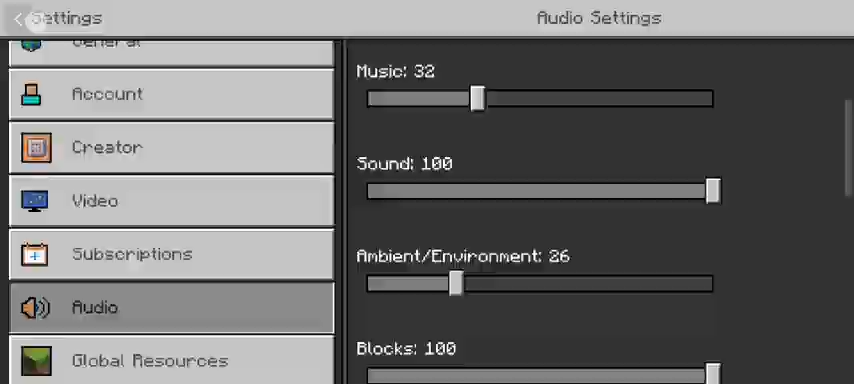 Settings
Audio Settings
General
Account
Creator
Video
Subscriptions
Audio
Global Resources
Music: 32
Sound: 100
Ambient/Environment: 26
Blocks: 100